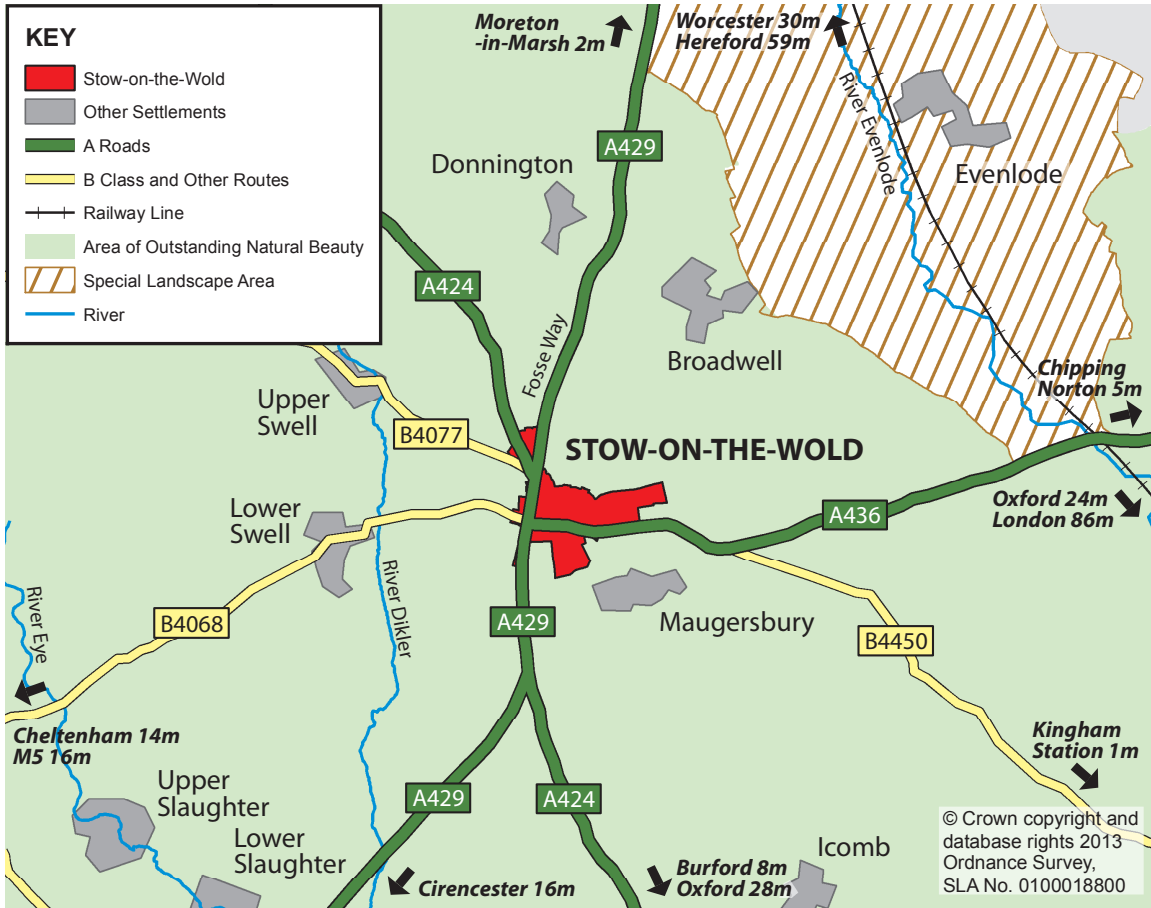 KEY
Stow-on-the-Wold
Other Settlements
A Roads
B Class and Other Routes
Railway Line
Area of Outstanding Natural Beauty
Special Landscape Area
River
Moreton
-in-Marsh 2m
Worcester 30m
Hereford 59m
A429
River Evenlode
Evenlode
Donnington
A424
Fosse Way
Broadwell
Chipping
Norton 5m
Upper
Swell
B4077
STOW-ON-THE-WOLD
Lower
Swell
A436
Oxford 24m
London 86m
River Eye
B4068
River Dikler
A429
Maugersbury
B4450
Cheltenham 14m
M5 16m
Kingham
Station 1m
Upper
Slaughter
A429
A424
Lower
Slaughter
Cirencester 16m
Burford 8m
Oxford 28m
Icomb
© Crown copyright and
database rights 2013
Ordnance Survey,
SLA No. 0100018800